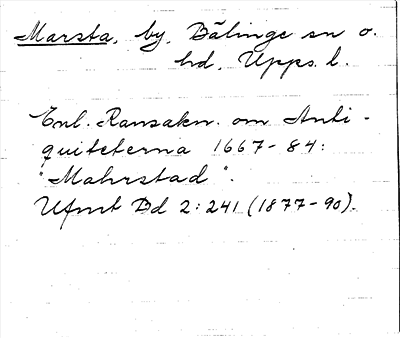 Marsta, by, Bälinge sn o.
hd, Upps. l.
Enl. Ransakn. om Anti-
quiteterna 1667-84:
"Mahrstad".
Ufmt Dd 2:241 (1877-90).